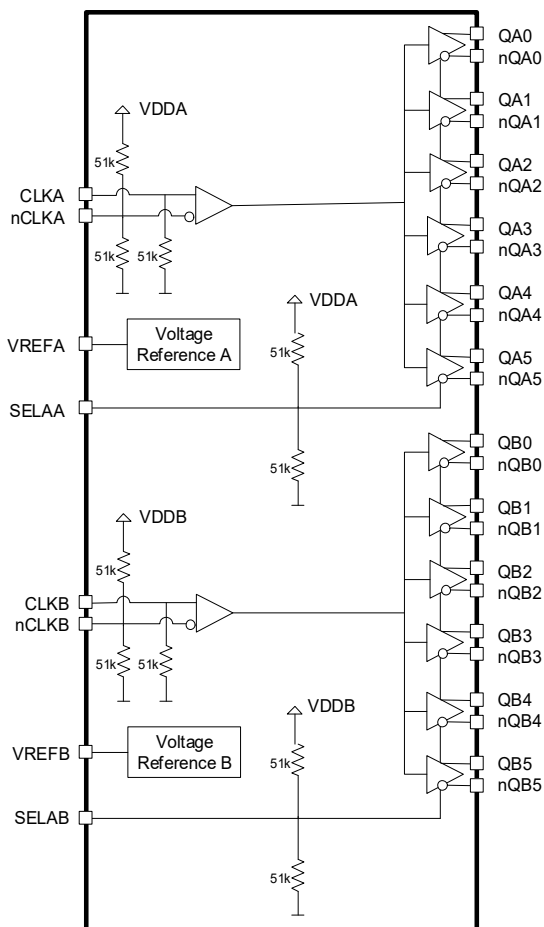 QA0
nQA0
QA1
nQA1
VDDA
51k
QA2
nQA2
CLKA
nCLKA
QA3
nQA3
51k
51k
VDDA
QA4
nQA4
VREFA
Voltage
Reference A
51k
QA5
nQA5
SELAA
QB0
nQB0
51k
VDDB
QB1
nQB1
51k
QB2
nQB2
CLKB
nCLKB
QB3
nQB3
51k
51k
VDDB
QB4
nQB4
VREFB
Voltage
Reference B
51k
QB5
nQB5
SELAB
51k